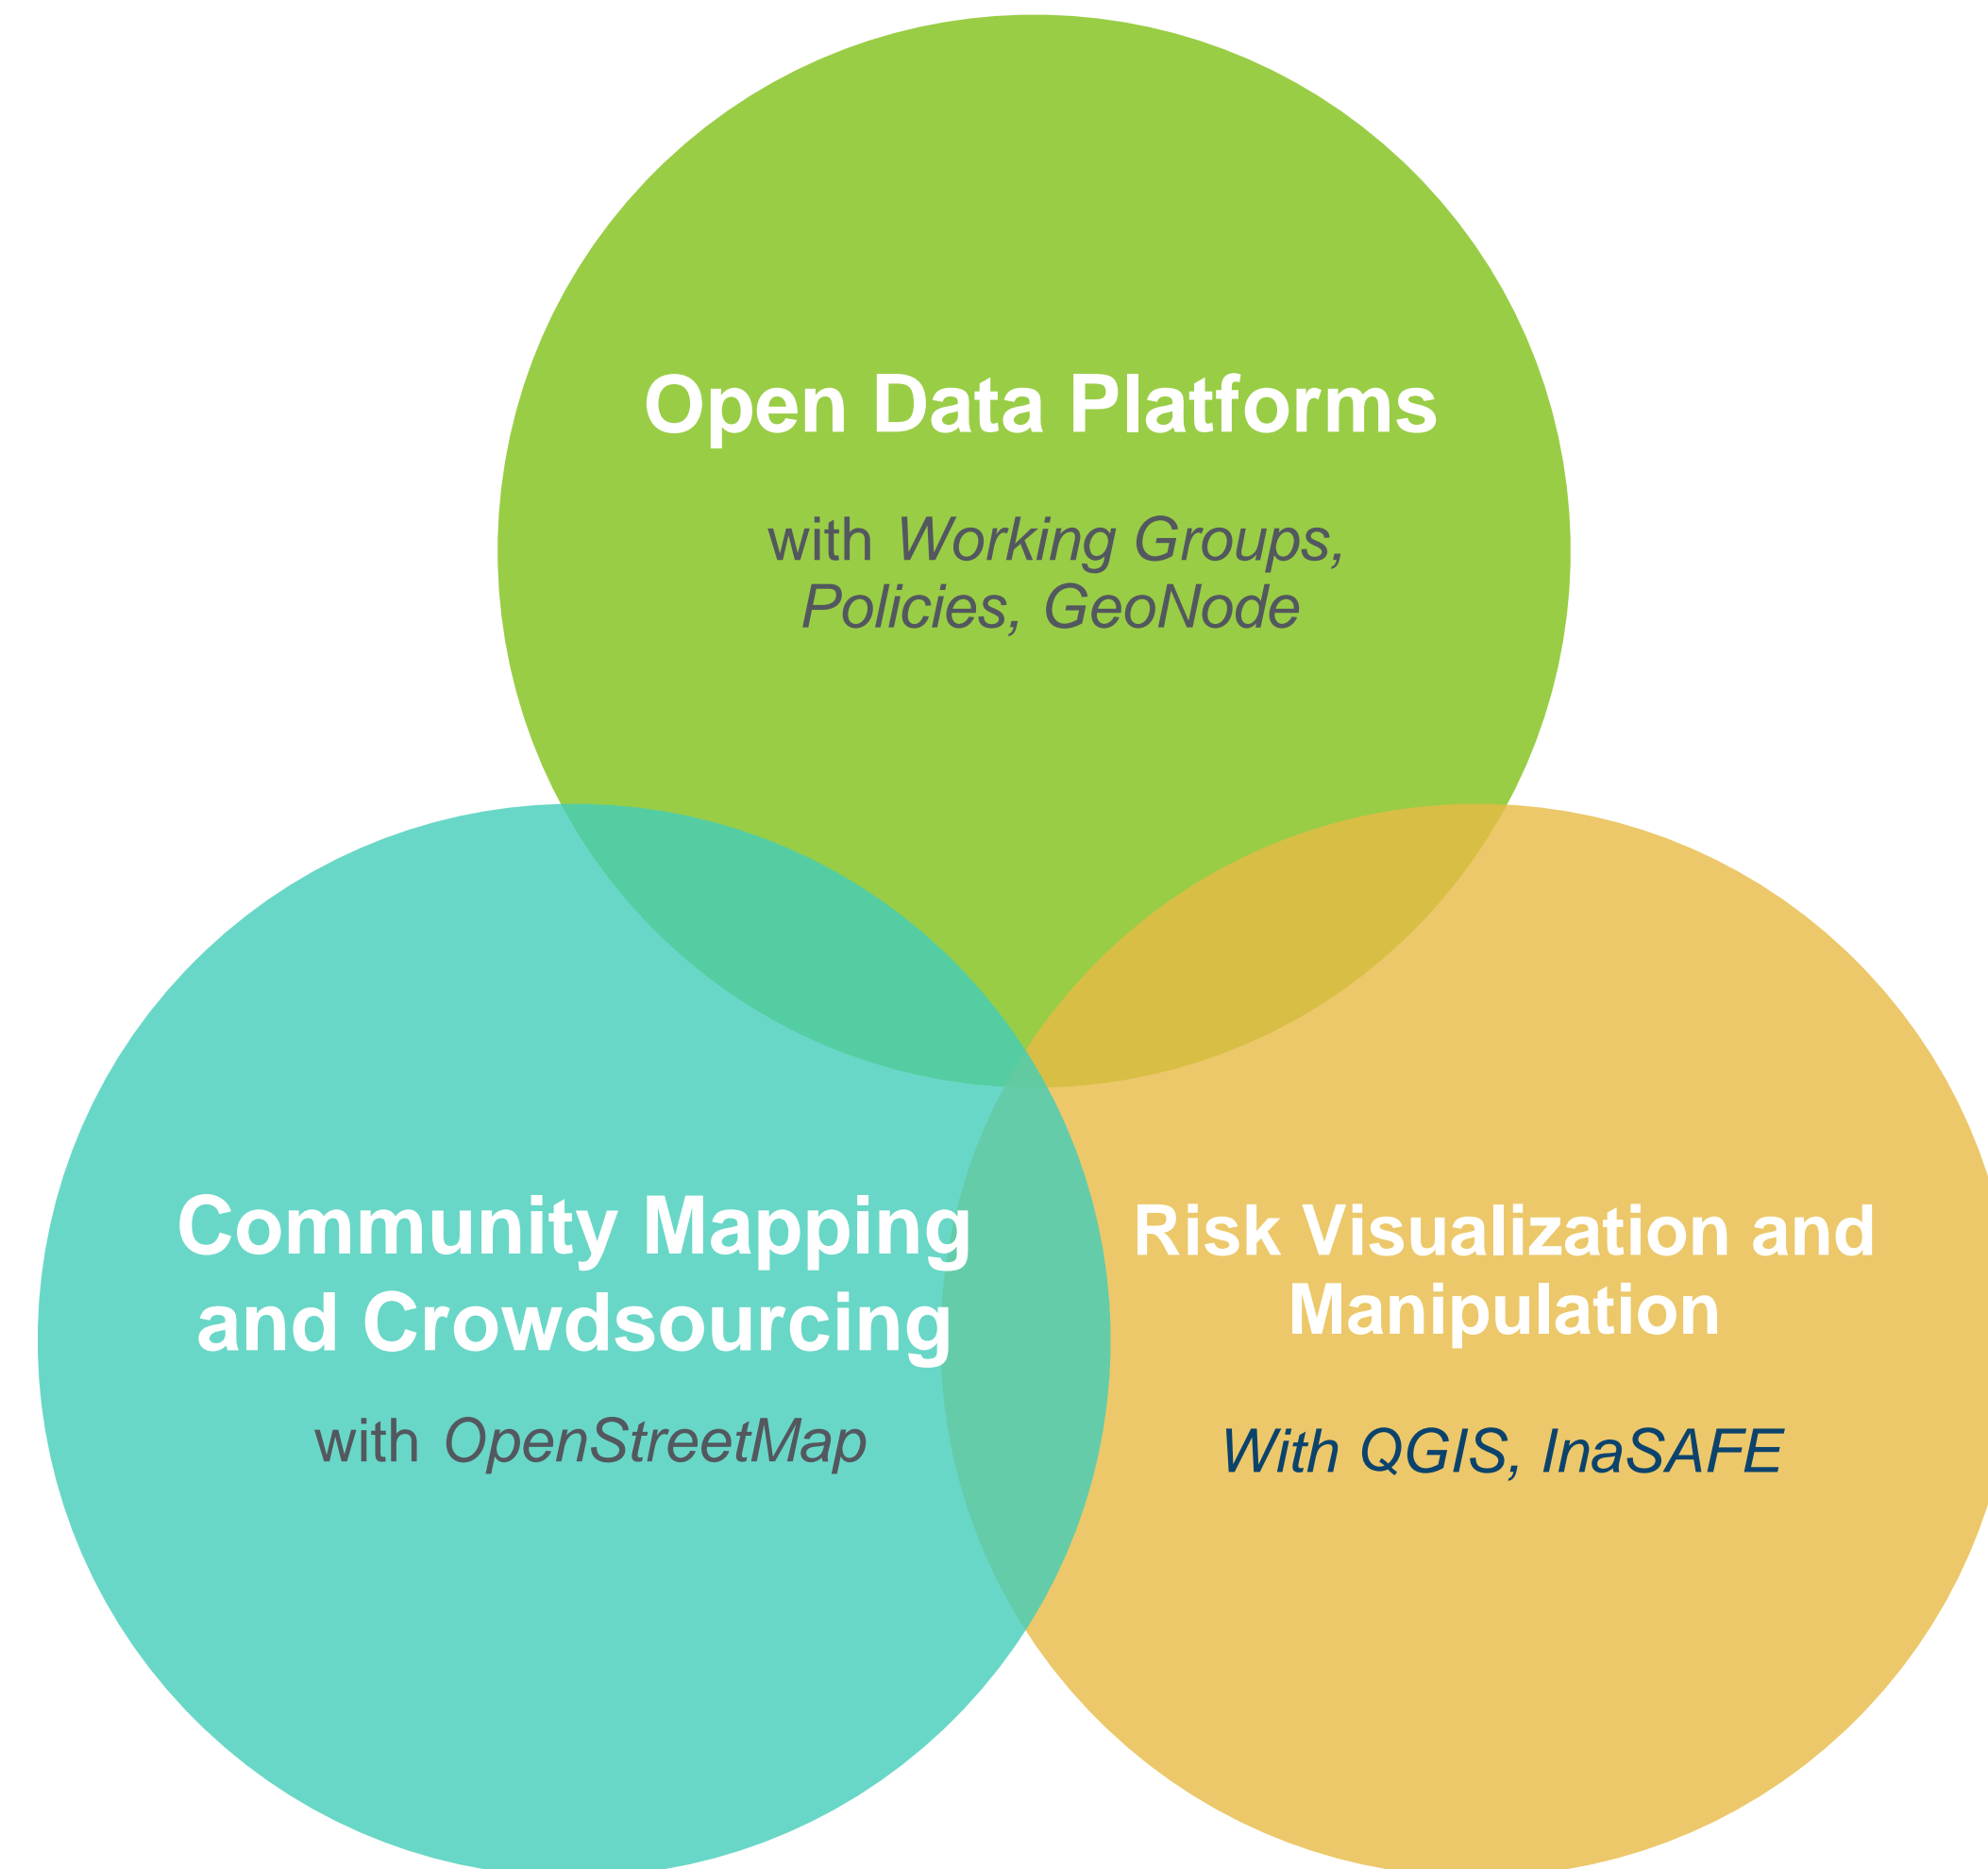 Open Data Platforms
with Working Groups,
Policies, GeoNode
Community Mapping
and Crowdsourcing
with OpenStreetMap
Risk Visualization and
Manipulation
With QGIS, InaSAFE